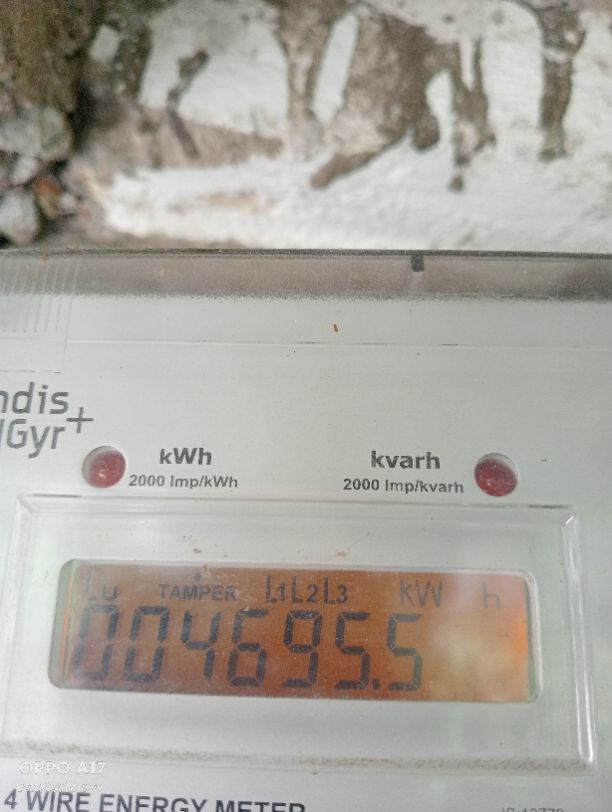 ndis
Gyr+
kWh
2000 Imp/kWh
kvarh
2000 Imp/kvarh
Lu TAMPER L1L2L3 kW h
004695.5
OPPO A17
4 WIRE ENERGY METER